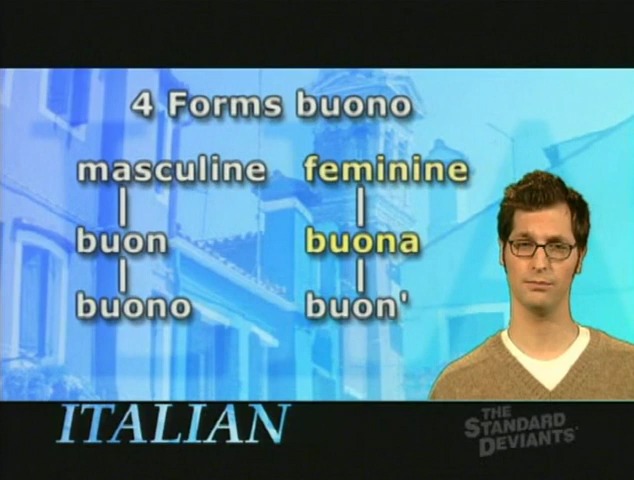 4 Forms buono
masculine feminine
buon buona
buono buon'
ITALIAN
THE
STANDARD
DEVIANTS